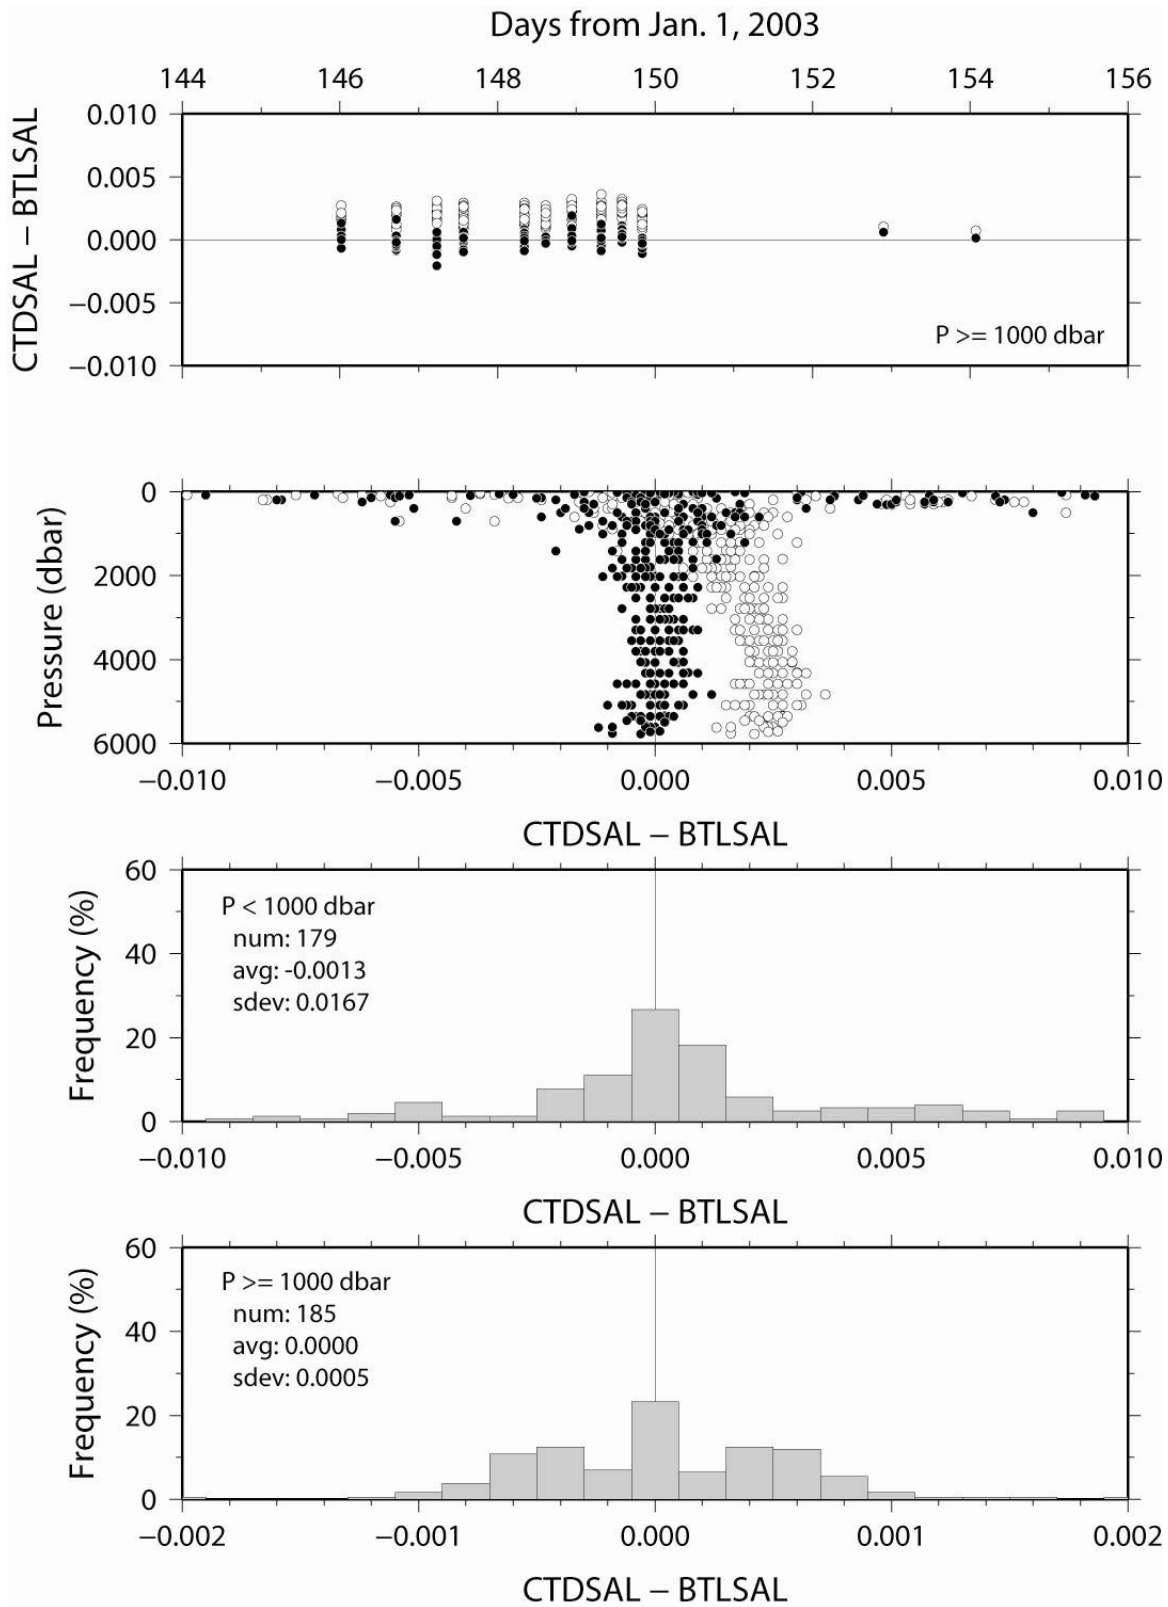 Days from Jan. 1, 2003
144 146 148 150 152 154 156
CTDSAL – BTLSAL
0.010
0.005
0.000
−0.005
−0.010
P >= 1000 dbar
Pressure (dbar)
0
2000
4000
6000
−0.010 −0.005 0.000 0.005 0.010
CTDSAL – BTLSAL
Frequency (%)
60
40
20
0
P < 1000 dbar
num: 179
avg: -0.0013
sdev: 0.0167
−0.010 −0.005 0.000 0.005 0.010
CTDSAL – BTLSAL
Frequency (%)
60
40
20
0
P >= 1000 dbar
num: 185
avg: 0.0000
sdev: 0.0005
−0.002 −0.001 0.000 0.001 0.002
CTDSAL – BTLSAL